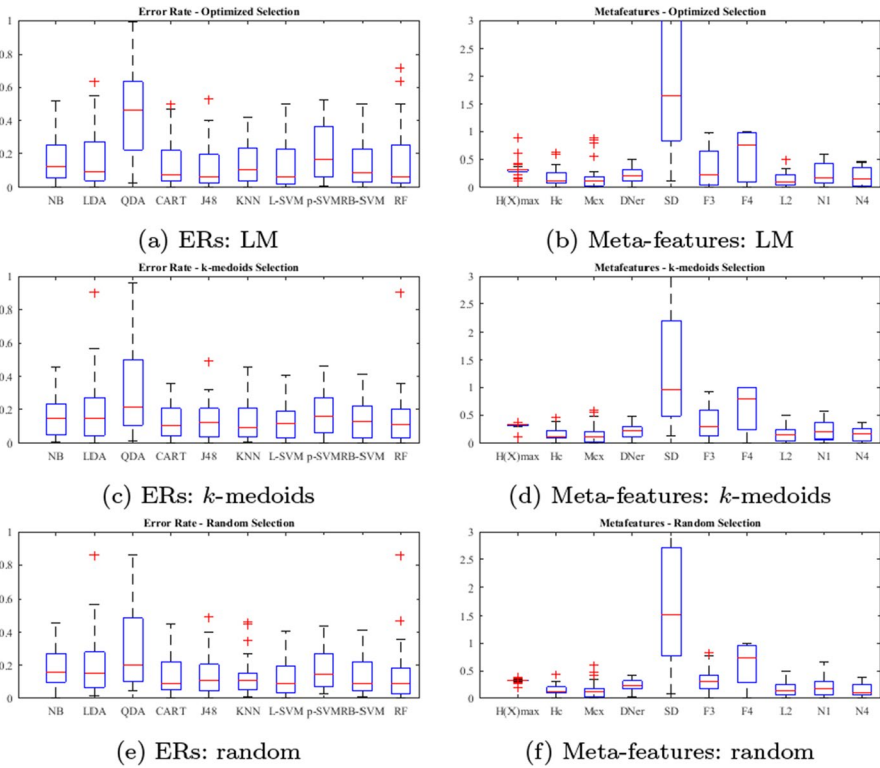 Error Rate - Optimized Selection
1
0.8
0.6
0.4
0.2
0
NB LDA QDA CART J48 KNN L-SVM p-SVMRB-SVM RF
(a) ERs: LM
Metafeatures - Optimized Selection
3
2.5
2
1.5
1
0.5
0
H(X)max Hc Mcx DNer SD F3 F4 L2 N1 N4
(b) Meta-features: LM
Error Rate - k-medoids Selection
1
0.8
0.6
0.4
0.2
0
NB LDA QDA CART J48 KNN L-SVM p-SVMRB-SVM RF
(c) ERs: k-medoids
Metafeatures - k-medoids Selection
3
2.5
2
1.5
1
0.5
0
H(X)max Hc Mcx DNer SD F3 F4 L2 N1 N4
(d) Meta-features: k-medoids
Error Rate - Random Selection
1
0.8
0.6
0.4
0.2
0
NB LDA QDA CART J48 KNN L-SVM p-SVMRB-SVM RF
(e) ERs: random
Metafeatures - Random Selection
3
2.5
2
1.5
1
0.5
0
H(X)max Hc Mcx DNer SD F3 F4 L2 N1 N4
(f) Meta-features: random